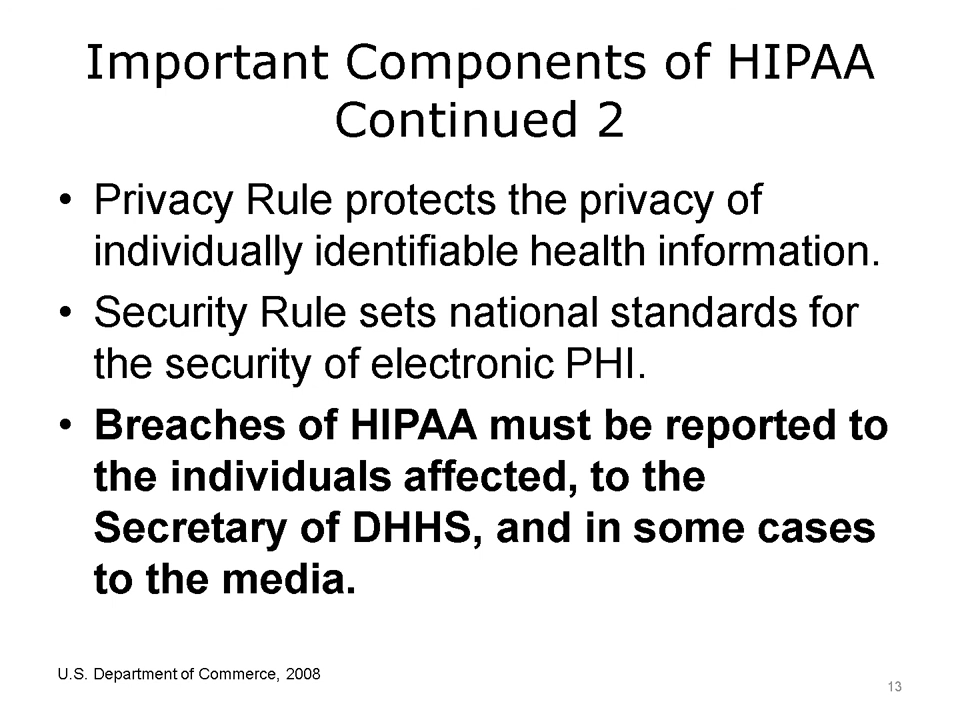 Important Components of HIPAA
Continued 2
• Privacy Rule protects the privacy of
individually identifiable health information.
• Security Rule sets national standards for
the security of electronic PHI.
• Breaches of HIPAA must be reported to
the individuals affected, to the
Secretary of DHHS, and in some cases
to the media.
U.S. Department of Commerce, 2008
13